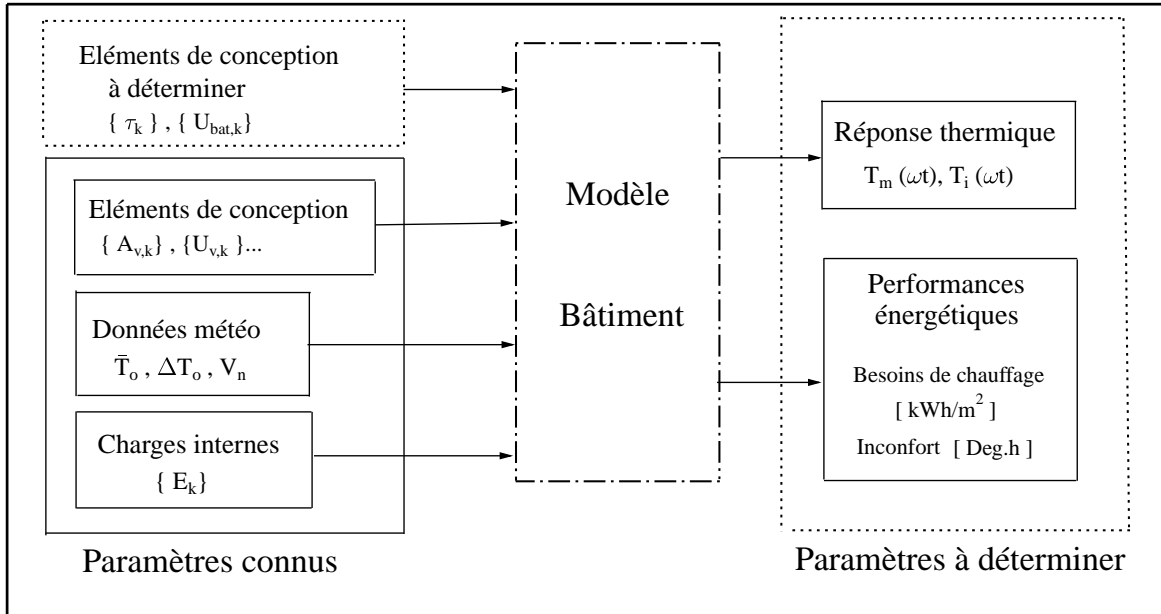 Eléments de conception
à déterminer
{ τk } , { Ubat,k}
Eléments de conception
{ Av,k} , {Uv,k }...
Données météo
T̄o , ΔTo , Vn
Charges internes
{ Ek}
Paramètres connus
Modèle
Bâtiment
Réponse thermique
Tm (ωt), Ti (ωt)
Performances
énergétiques
Besoins de chauffage
[ kWh/m² ]
Inconfort [ Deg.h ]
Paramètres à déterminer